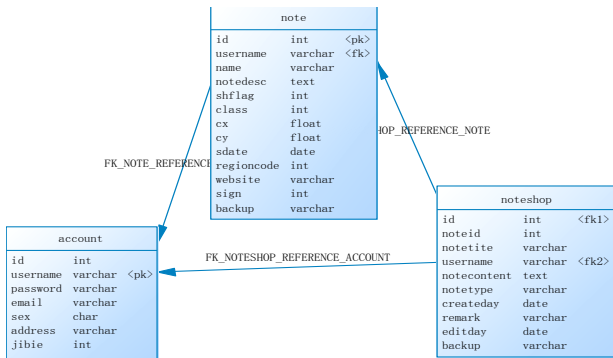 note
id int <pk>
username varchar <fk>
name varchar
notedesc text
shflag int
class int
cx float
cy float
sdate date
regioncode int
website varchar
sign int
backup varchar
HOP_REFERENCE_NOTE
FK_NOTE_REFERENCE
noteshop
id int <fk1>
noteid int
notetite varchar
username varchar <fk2>
notecontent text
notetype varchar
createday date
remark varchar
editday date
backup varchar
account
id int
username varchar <pk>
password varchar
email varchar
sex char
address varchar
jibie int
FK_NOTESHOP_REFERENCE_ACCOUNT